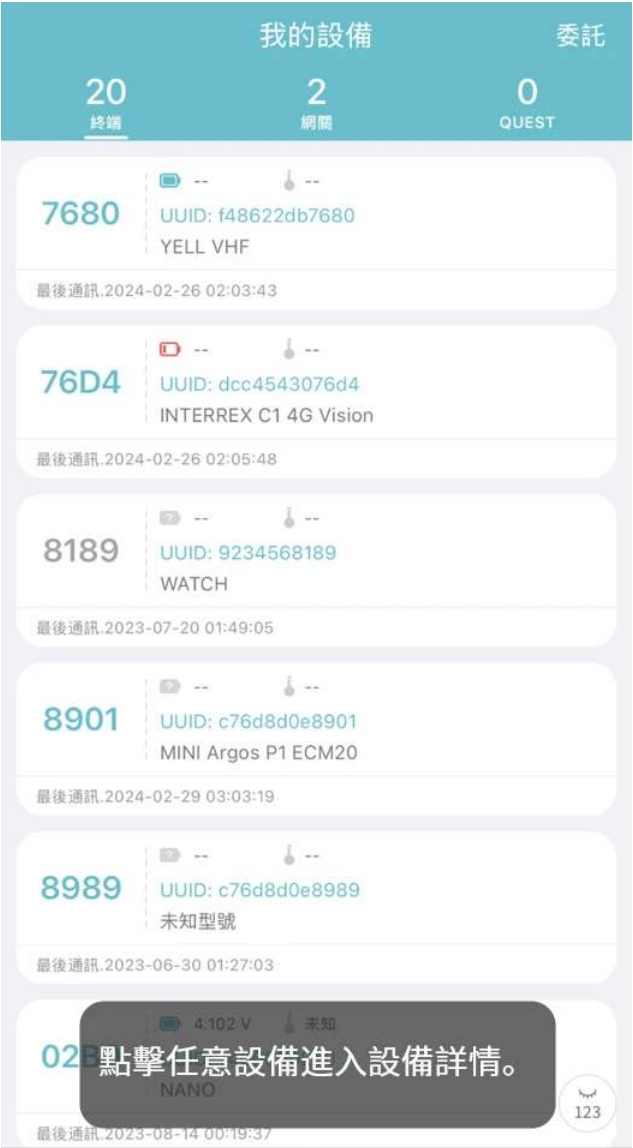 我的設備
委託
20
終端
2
網關
0
QUEST
7680
-- --
UUID: f48622db7680
YELL VHF
最後通訊.2024-02-26 02:03:43
76D4
-- --
UUID: dcc4543076d4
INTERREX C1 4G Vision
最後通訊.2024-02-26 02:05:48
8189
-- --
UUID: 9234568189
WATCH
最後通訊.2023-07-20 01:49:05
8901
-- --
UUID: c76d8d0e8901
MINI Argos P1 ECM20
最後通訊.2024-02-29 03:03:19
8989
-- --
UUID: c76d8d0e8989
未知型號
最後通訊.2023-06-30 01:27:03
4.102 V 未知
點擊任意設備進入設備詳情。
NANO
123
最後通訊.2023-08-14 00:19:37